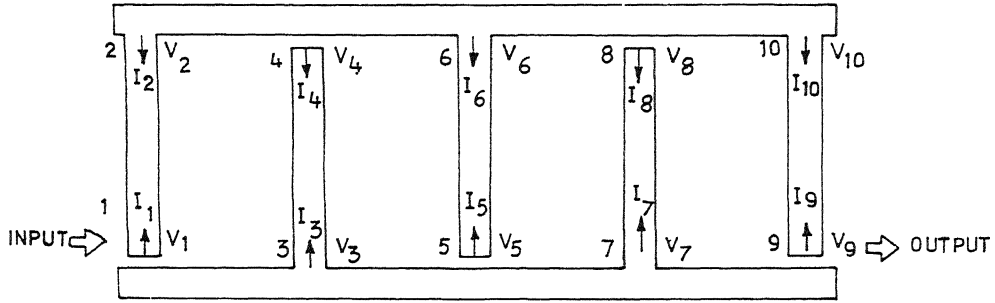 2 V2 4 V4 6 V6 8 V8 10 V10
I2 I4 I6 I8 I10
1 I1 I3 I5 I7 I9
INPUT V1 3 V3 5 V5 7 V7 9 V9 OUTPUT